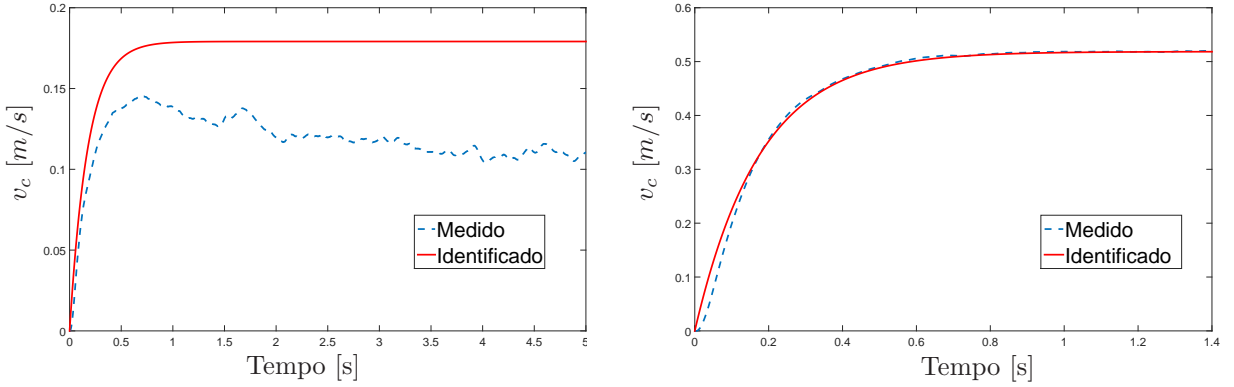 0.2
0.15
0.1
0.05
0
v_c [m/s]
Medido
Identificado
0 0.5 1 1.5 2 2.5 3 3.5 4 4.5 5
Tempo [s]
0.6
0.5
0.4
0.3
0.2
0.1
0
v_c [m/s]
Medido
Identificado
0 0.2 0.4 0.6 0.8 1 1.2 1.4
Tempo [s]